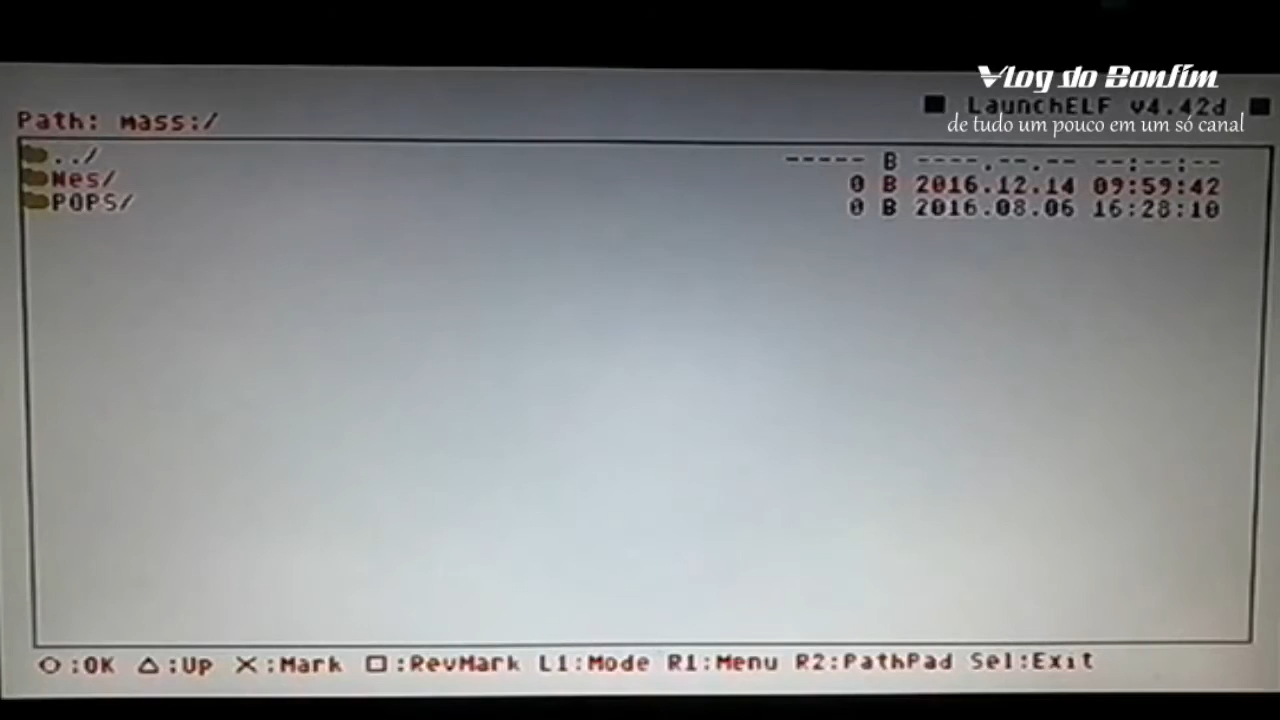 Vlog do Bonfim
LaunchELF v4.42d
de tudo um pouco em um só canal
Path: mass:/
../ ----- B ----.--.-- --:--:--
Nes/ 0 B 2016.12.14 09:59:42
POPS/ 0 B 2016.08.06 16:28:10
○:OK △:Up ✕:Mark □:RevMark L1:Mode R1:Menu R2:PathPad Sel:Exit